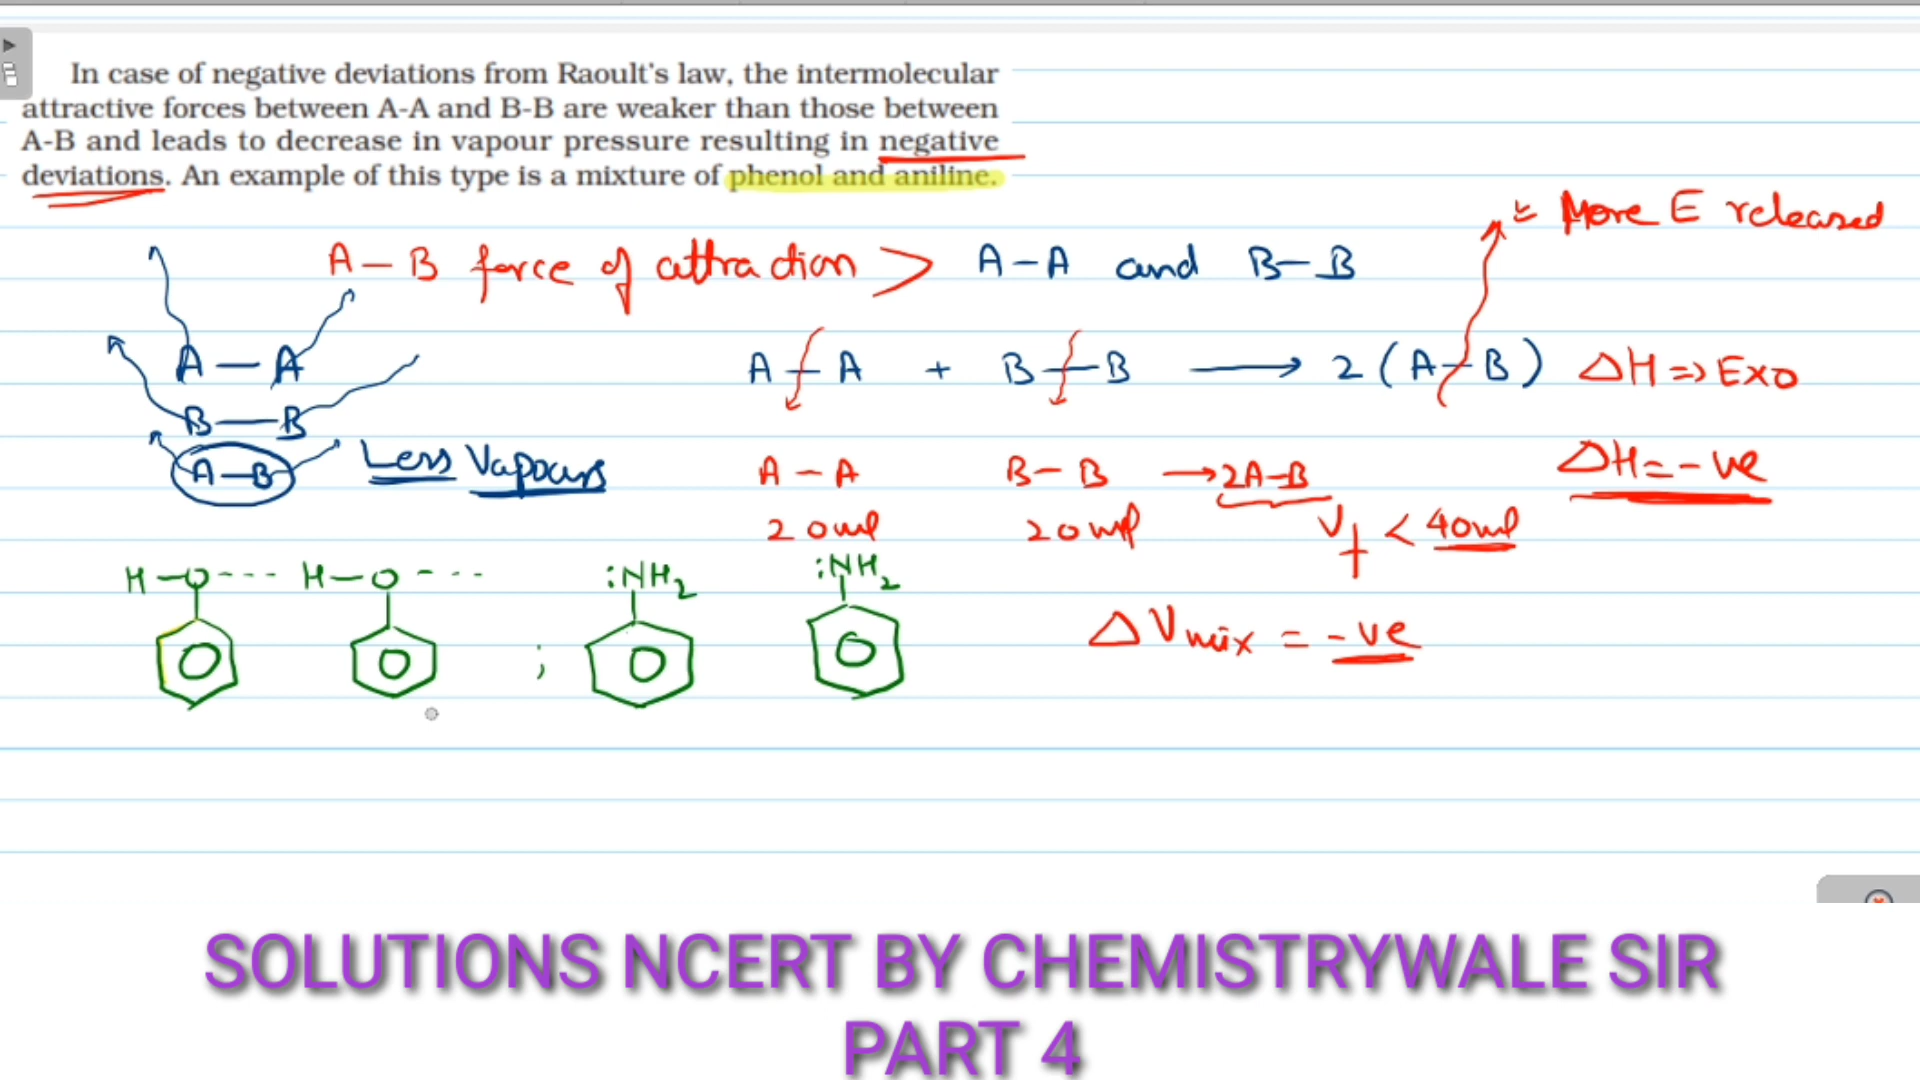 In case of negative deviations from Raoult's law, the intermolecular
attractive forces between A-A and B-B are weaker than those between
A-B and leads to decrease in vapour pressure resulting in negative
deviations. An example of this type is a mixture of phenol and aniline.
More E released
A – B force of attraction > A – A and B – B
A – A
A – A + B – B ⟶ 2 (A – B) ΔH => Exo
B – B
A – B Less Vapours
A – A B – B → 2A–B ΔH = -ve
20ml 20ml Vf < 40ml
H – O --- H – O --- :NH2 :NH2
; ΔVmix = -ve
SOLUTIONS NCERT BY CHEMISTRYWALE SIR
PART 4